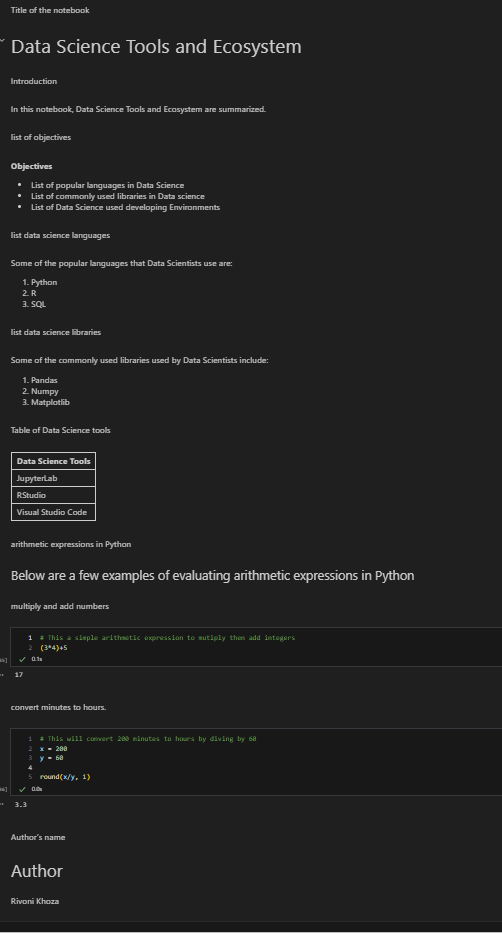 Title of the notebook
Data Science Tools and Ecosystem
Introduction
In this notebook, Data Science Tools and Ecosystem are summarized.
list of objectives
Objectives
• List of popular languages in Data Science
• List of commonly used libraries in Data science
• List of Data Science used developing Environments
list data science languages
Some of the popular languages that Data Scientists use are:
1. Python
2. R
3. SQL
list data science libraries
Some of the commonly used libraries used by Data Scientists include:
1. Pandas
2. Numpy
3. Matplotlib
Table of Data Science tools
Data Science Tools
JupyterLab
RStudio
Visual Studio Code
arithmetic expressions in Python
Below are a few examples of evaluating arithmetic expressions in Python
multiply and add numbers
1 # This a simple arithmetic expression to mutiply then add integers
2 (3*4)+5
✓ 0.1s
17
convert minutes to hours.
1 # This will convert 200 minutes to hours by diving by 60
2 x = 200
3 y = 60
4
5 round(x/y, 1)
✓ 0.0s
3.3
Author's name
Author
Rivoni Khoza